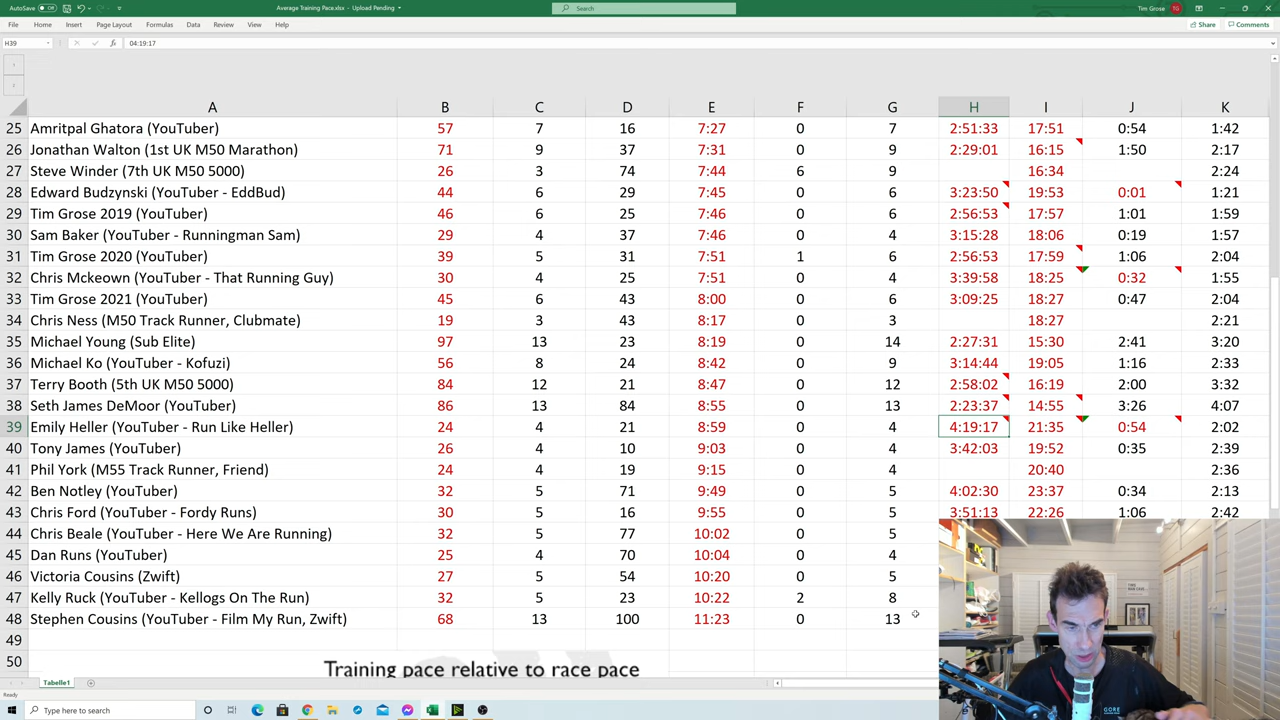 AutoSave Off Average Training Pace.xlsx - Upload Pending Search Tim Grose TG
File Home Insert Page Layout Formulas Data Review View Help Share Comments
H39 fx 04:19:17
A B C D E F G H I J K
25 Amritpal Ghatora (YouTuber) 57 7 16 7:27 0 7 2:51:33 17:51 0:54 1:42
26 Jonathan Walton (1st UK M50 Marathon) 71 9 37 7:31 0 9 2:29:01 16:15 1:50 2:17
27 Steve Winder (7th UK M50 5000) 26 3 74 7:44 6 9 16:34 2:24
28 Edward Budzynski (YouTuber - EddBud) 44 6 29 7:45 0 6 3:23:50 19:53 0:01 1:21
29 Tim Grose 2019 (YouTuber) 46 6 25 7:46 0 6 2:56:53 17:57 1:01 1:59
30 Sam Baker (YouTuber - Runningman Sam) 29 4 37 7:46 0 4 3:15:28 18:06 0:19 1:57
31 Tim Grose 2020 (YouTuber) 39 5 31 7:51 1 6 2:56:53 17:59 1:06 2:04
32 Chris Mckeown (YouTuber - That Running Guy) 30 4 25 7:51 0 4 3:39:58 18:25 0:32 1:55
33 Tim Grose 2021 (YouTuber) 45 6 43 8:00 0 6 3:09:25 18:27 0:47 2:04
34 Chris Ness (M50 Track Runner, Clubmate) 19 3 43 8:17 0 3 18:27 2:21
35 Michael Young (Sub Elite) 97 13 23 8:19 0 14 2:27:31 15:30 2:41 3:20
36 Michael Ko (YouTuber - Kofuzi) 56 8 24 8:42 0 9 3:14:44 19:05 1:16 2:33
37 Terry Booth (5th UK M50 5000) 84 12 21 8:47 0 12 2:58:02 16:19 2:00 3:32
38 Seth James DeMoor (YouTuber) 86 13 84 8:55 0 13 2:23:37 14:55 3:26 4:07
39 Emily Heller (YouTuber - Run Like Heller) 24 4 21 8:59 0 4 4:19:17 21:35 0:54 2:02
40 Tony James (YouTuber) 26 4 10 9:03 0 4 3:42:03 19:52 0:35 2:39
41 Phil York (M55 Track Runner, Friend) 24 4 19 9:15 0 4 20:40 2:36
42 Ben Notley (YouTuber) 32 5 71 9:49 0 5 4:02:30 23:37 0:34 2:13
43 Chris Ford (YouTuber - Fordy Runs) 30 5 16 9:55 0 5 3:51:13 22:26 1:06 2:42
44 Chris Beale (YouTuber - Here We Are Running) 32 5 77 10:02 0 5
45 Dan Runs (YouTuber) 25 4 70 10:04 0 4
46 Victoria Cousins (Zwift) 27 5 54 10:20 0 5
47 Kelly Ruck (YouTuber - Kellogs On The Run) 32 5 23 10:22 2 8
48 Stephen Cousins (YouTuber - Film My Run, Zwift) 68 13 100 11:23 0 13
49
50 Training pace relative to race pace
Tabelle1
Ready
Type here to search